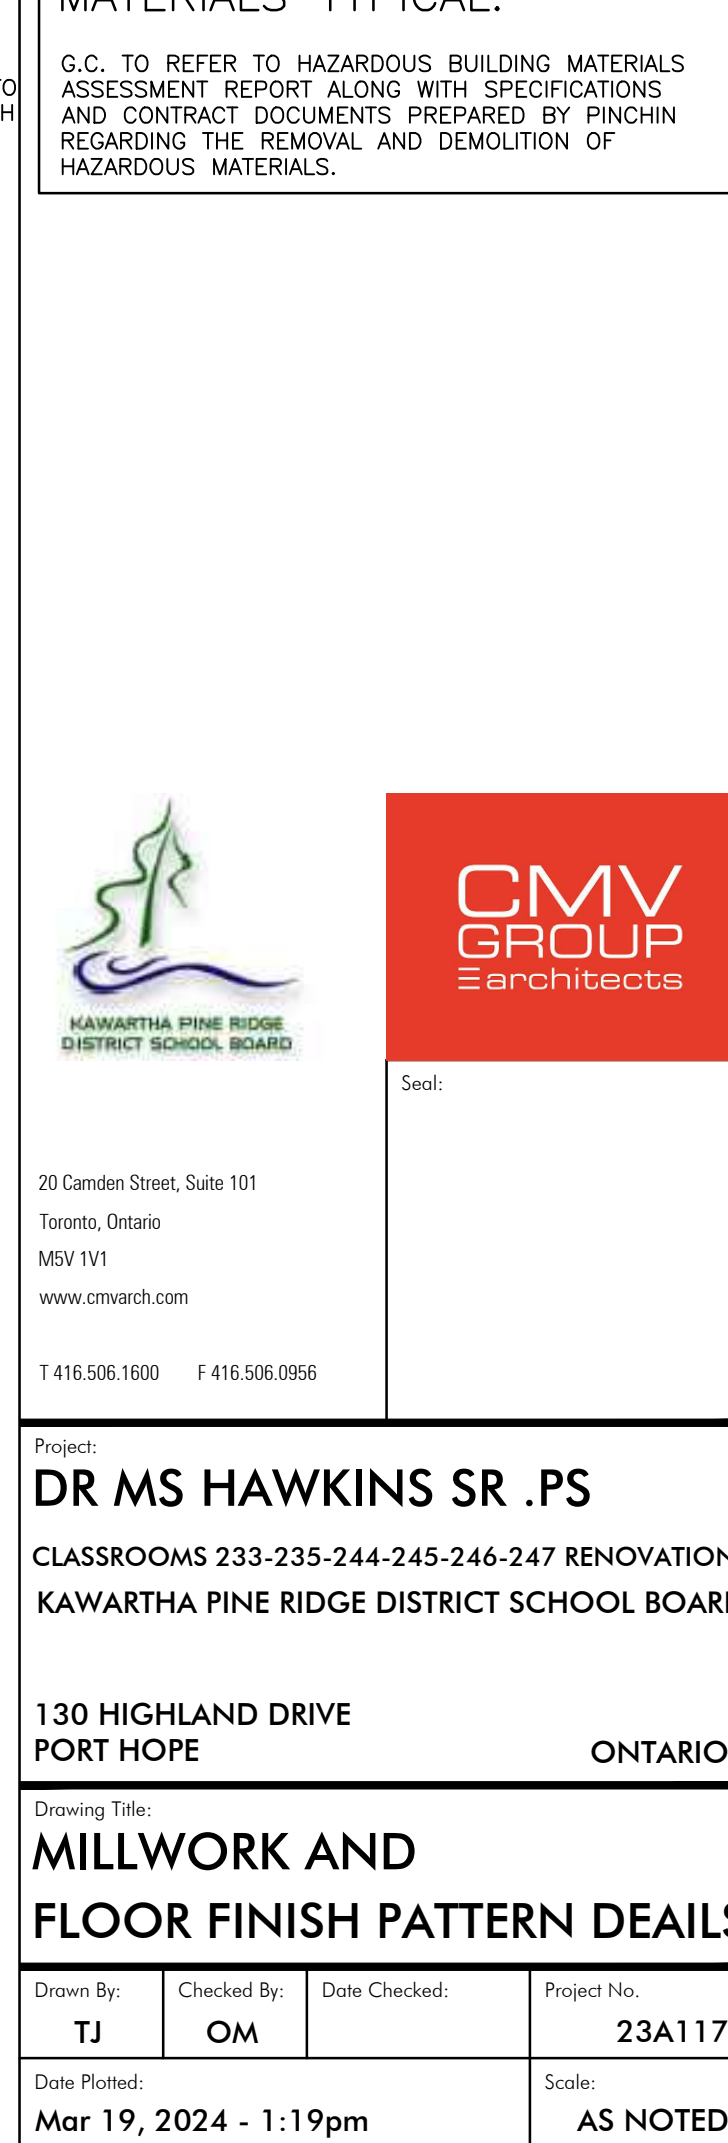 MATERIALS TYPICAL.
TO
H
G.C. TO REFER TO HAZARDOUS BUILDING MATERIALS
ASSESSMENT REPORT ALONG WITH SPECIFICATIONS
AND CONTRACT DOCUMENTS PREPARED BY PINCHIN
REGARDING THE REMOVAL AND DEMOLITION OF
HAZARDOUS MATERIALS.
KAWARTHA PINE RIDGE
DISTRICT SCHOOL BOARD
CMV
GROUP
architects
Seal:
20 Camden Street, Suite 101
Toronto, Ontario
M5V 1V1
www.cmvarch.com
T 416.506.1600 F 416.506.0956
Project:
DR MS HAWKINS SR .PS
CLASSROOMS 233-235-244-245-246-247 RENOVATION
KAWARTHA PINE RIDGE DISTRICT SCHOOL BOARD
130 HIGHLAND DRIVE
PORT HOPE ONTARIO
Drawing Title:
MILLWORK AND
FLOOR FINISH PATTERN DEAILS
Drawn By: Checked By: Date Checked: Project No.
TJ OM 23A117
Date Plotted: Scale:
Mar 19, 2024 - 1:19pm AS NOTED